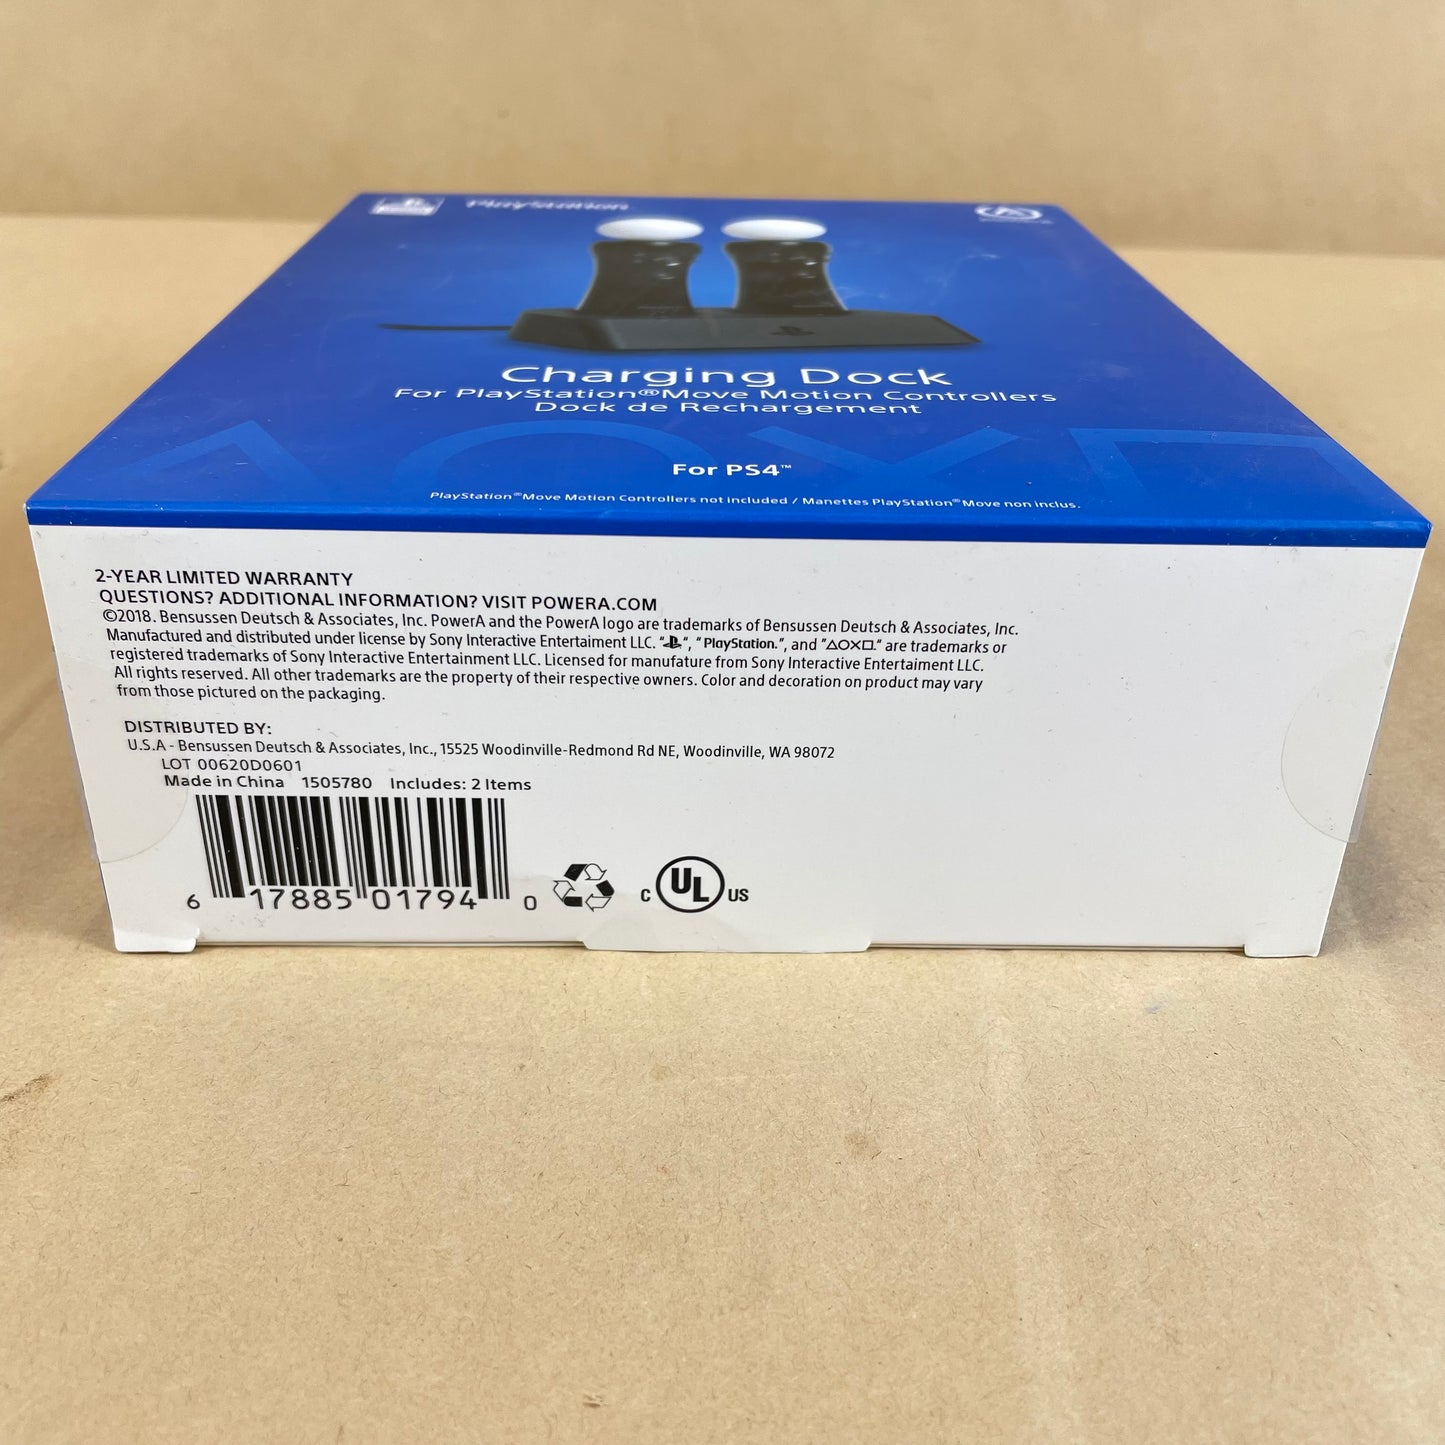 PlayStation
Charging Dock
For PlayStation®Move Motion Controllers
Dock de Rechargement
For PS4™
PlayStation®Move Motion Controllers not included / Manettes PlayStation®Move non inclus.
2-YEAR LIMITED WARRANTY
QUESTIONS? ADDITIONAL INFORMATION? VISIT POWERA.COM
©2018. Bensussen Deutsch & Associates, Inc. PowerA and the PowerA logo are trademarks of Bensussen Deutsch & Associates, Inc.
Manufactured and distributed under license by Sony Interactive Entertaiment LLC. "", "PlayStation.", and "△○✕□." are trademarks or
registered trademarks of Sony Interactive Entertainment LLC. Licensed for manufature from Sony Interactive Entertaiment LLC.
All rights reserved. All other trademarks are the property of their respective owners. Color and decoration on product may vary
from those pictured on the packaging.
DISTRIBUTED BY:
U.S.A - Bensussen Deutsch & Associates, Inc., 15525 Woodinville-Redmond Rd NE, Woodinville, WA 98072
LOT 00620D0601
Made in China 1505780 Includes: 2 Items
6 17885 01794 0
C UL US